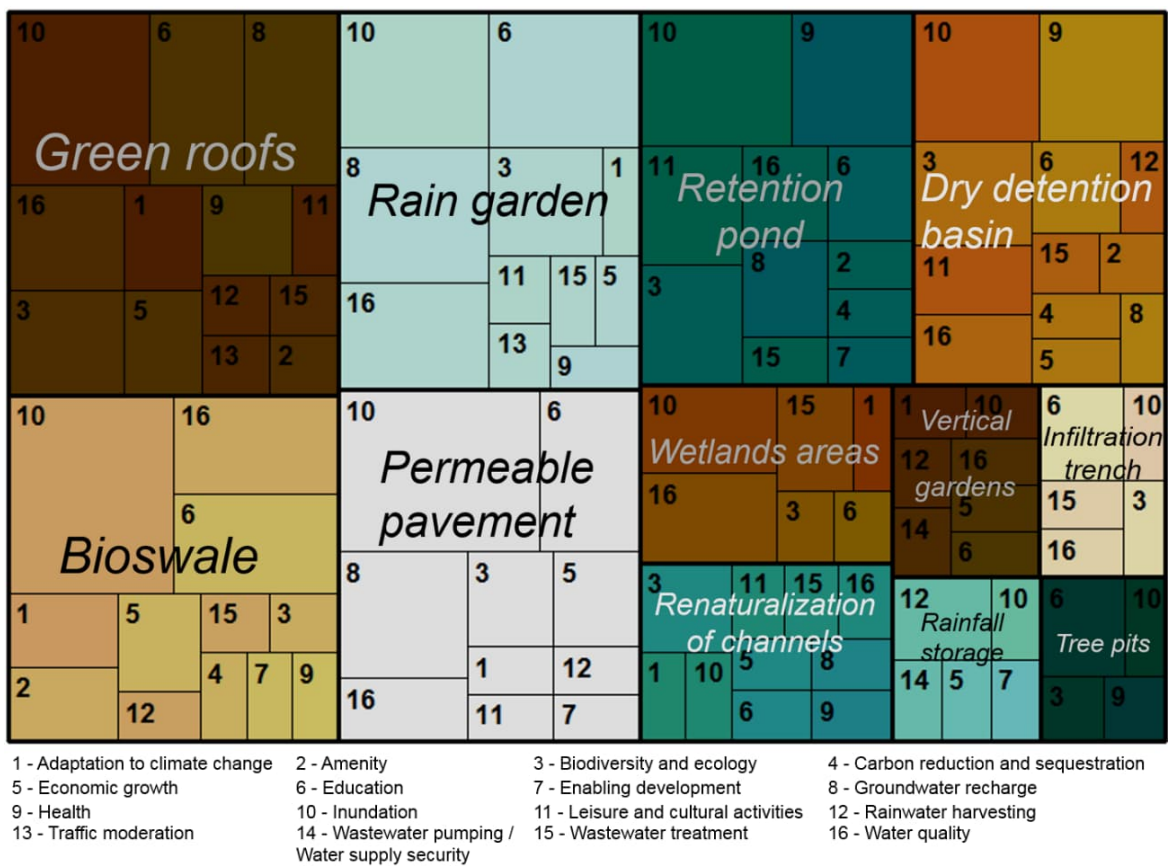 10 6 8
Green roofs
16 1 9 11
3 5 12 15
13 2
10 6
8 3 1
Rain garden
16 11 15 5
13 9
10 9
11 16 6
Retention
pond
3 8 2
4
15 7
10 9
3 6 12
Dry detention
basin
11 15 2
16 4 8
5
10 16
6
Bioswale
1 5 15 3
2 12 4 7 9
10 6
Permeable
pavement
8 3 5
1 12
16 11 7
10 15 1
Wetlands areas
16 3 6
1 10
Vertical
12 16
gardens
14 5
6
6 10
Infiltration
trench
15 3
16
3 11 15 16
Renaturalization
of channels
1 10 5 8
6 9
12 10
Rainfall
storage
14 5 7
6 10
Tree pits
3 9
1 - Adaptation to climate change 2 - Amenity 3 - Biodiversity and ecology 4 - Carbon reduction and sequestration
5 - Economic growth 6 - Education 7 - Enabling development 8 - Groundwater recharge
9 - Health 10 - Inundation 11 - Leisure and cultural activities 12 - Rainwater harvesting
13 - Traffic moderation 14 - Wastewater pumping / 15 - Wastewater treatment 16 - Water quality
Water supply security